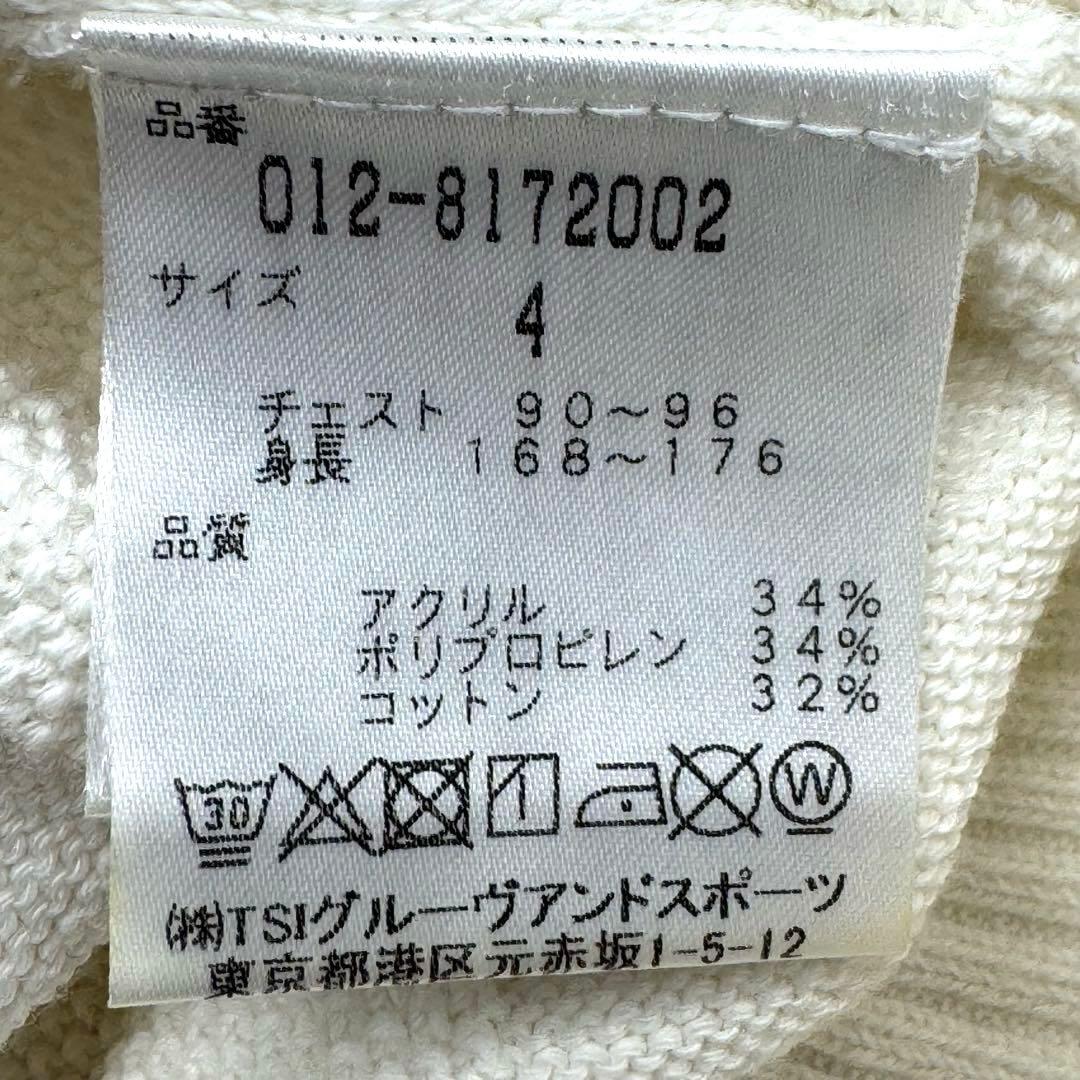 品番
012-8172002
サイズ
4
チェスト 90～96
身長 168～176
品質
アクリル 34%
ポリプロピレン 34%
コットン 32%
30 W
㈱TSIグルーヴアンドスポーツ
東京都港区元赤坂1-5-12